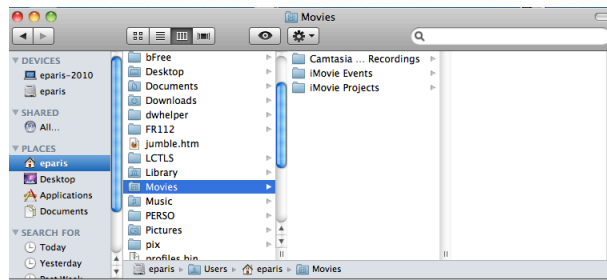 Movies
DEVICES
eparis-2010
eparis
SHARED
All...
PLACES
eparis
Desktop
Applications
Documents
SEARCH FOR
Today
Yesterday
Past Week
bFree
Desktop
Documents
Downloads
dwhelper
FR112
jumble.htm
LCTLS
Library
Movies
Music
PERSO
Pictures
pix
profiles.bin
Camtasia ... Recordings
iMovie Events
iMovie Projects
eparis Users eparis Movies